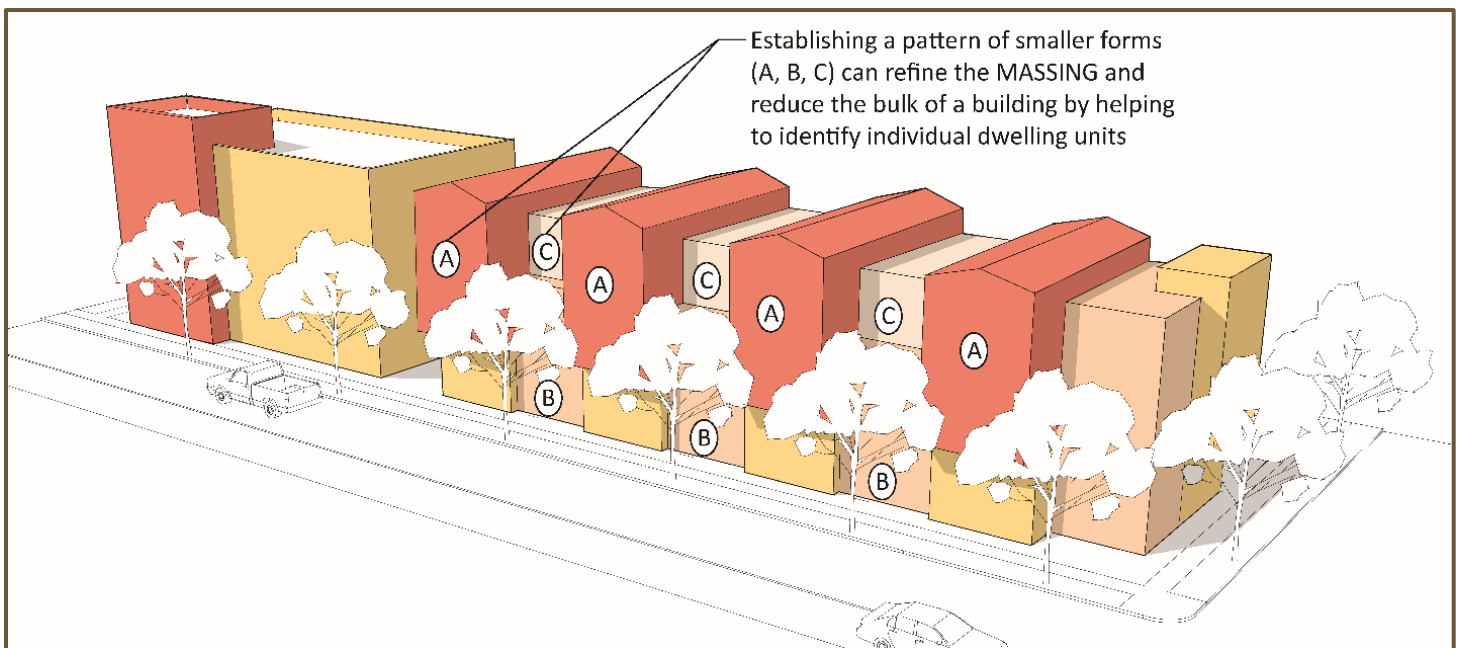 Establishing a pattern of smaller forms
(A, B, C) can refine the MASSING and
reduce the bulk of a building by helping
to identify individual dwelling units
A
C
A
C
A
C
A
B
B
B